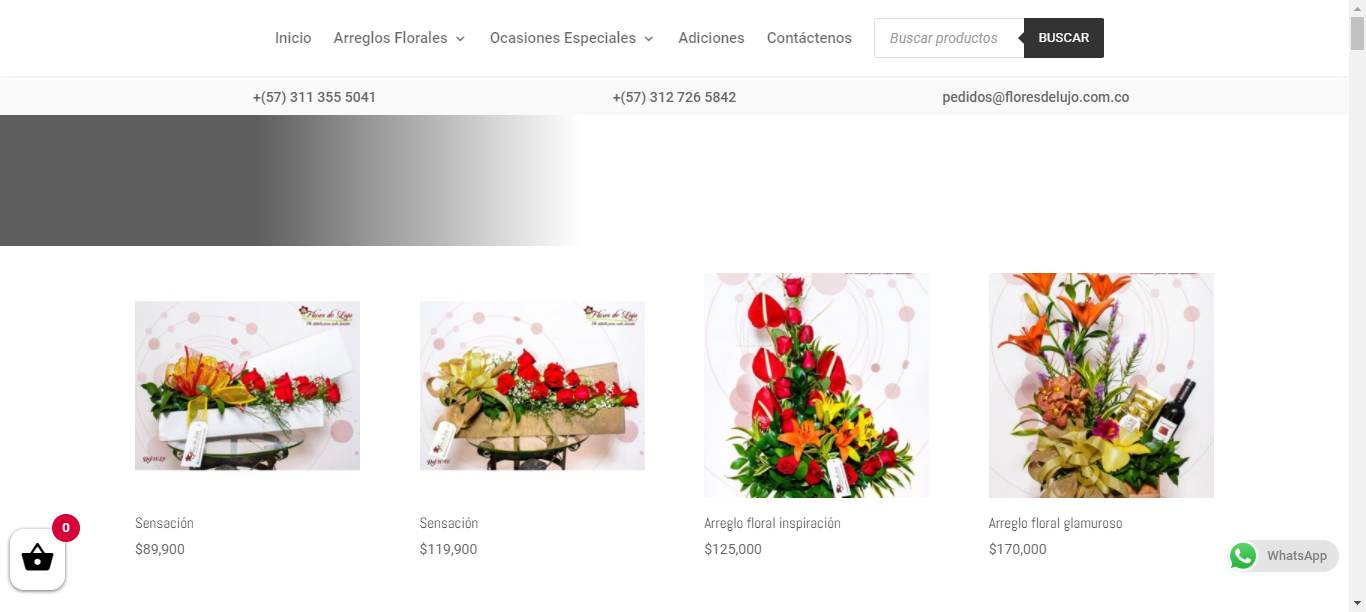 Inicio
Arreglos Florales
Ocasiones Especiales
Adiciones
Contáctenos
Buscar productos
BUSCAR
+(57) 311 355 5041
+(57) 312 726 5842
pedidos@floresdelujo.com.co
Flores de Lujo
Flores de Lujo
Sensación
Sensación
Arreglo floral inspiración
Arreglo floral glamuroso
$89,900
$119,900
$125,000
$170,000
0
WhatsApp